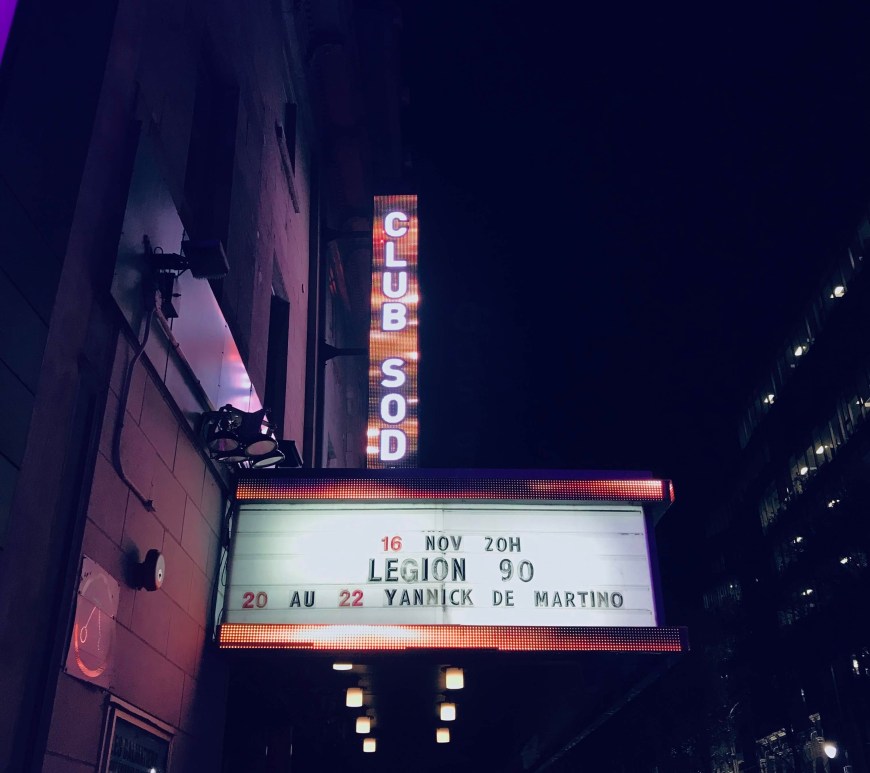 CLUB SOD
16 NOV 20H
LEGION 90
20 AU 22 YANNICK DE MARTINO